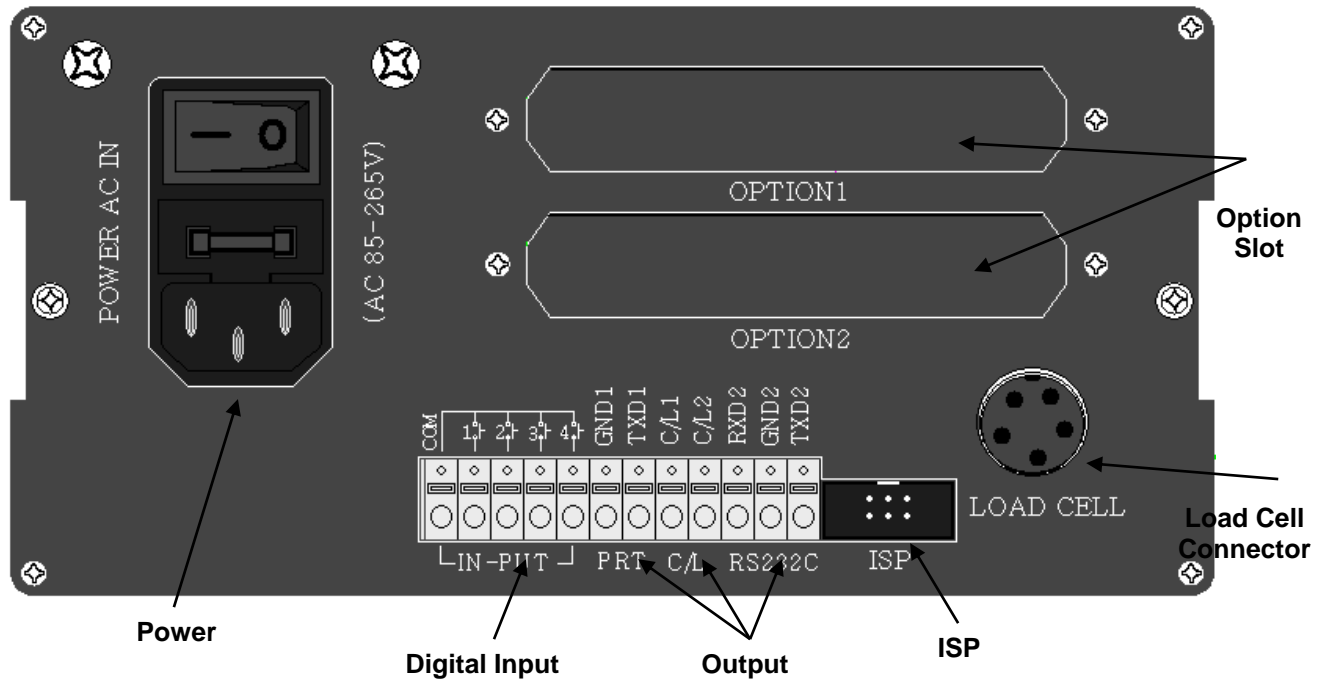 POWER AC IN
(AC 85-265V)
OPTION1
OPTION2
Option
Slot
COM
1 2 3 4
GND1
TXD1
C/L1
C/L2
RXD2
GND2
TXD2
LOAD CELL
Load Cell
Connector
IN-PUT PRT C/L RS232C ISP
Power
Digital Input
Output
ISP